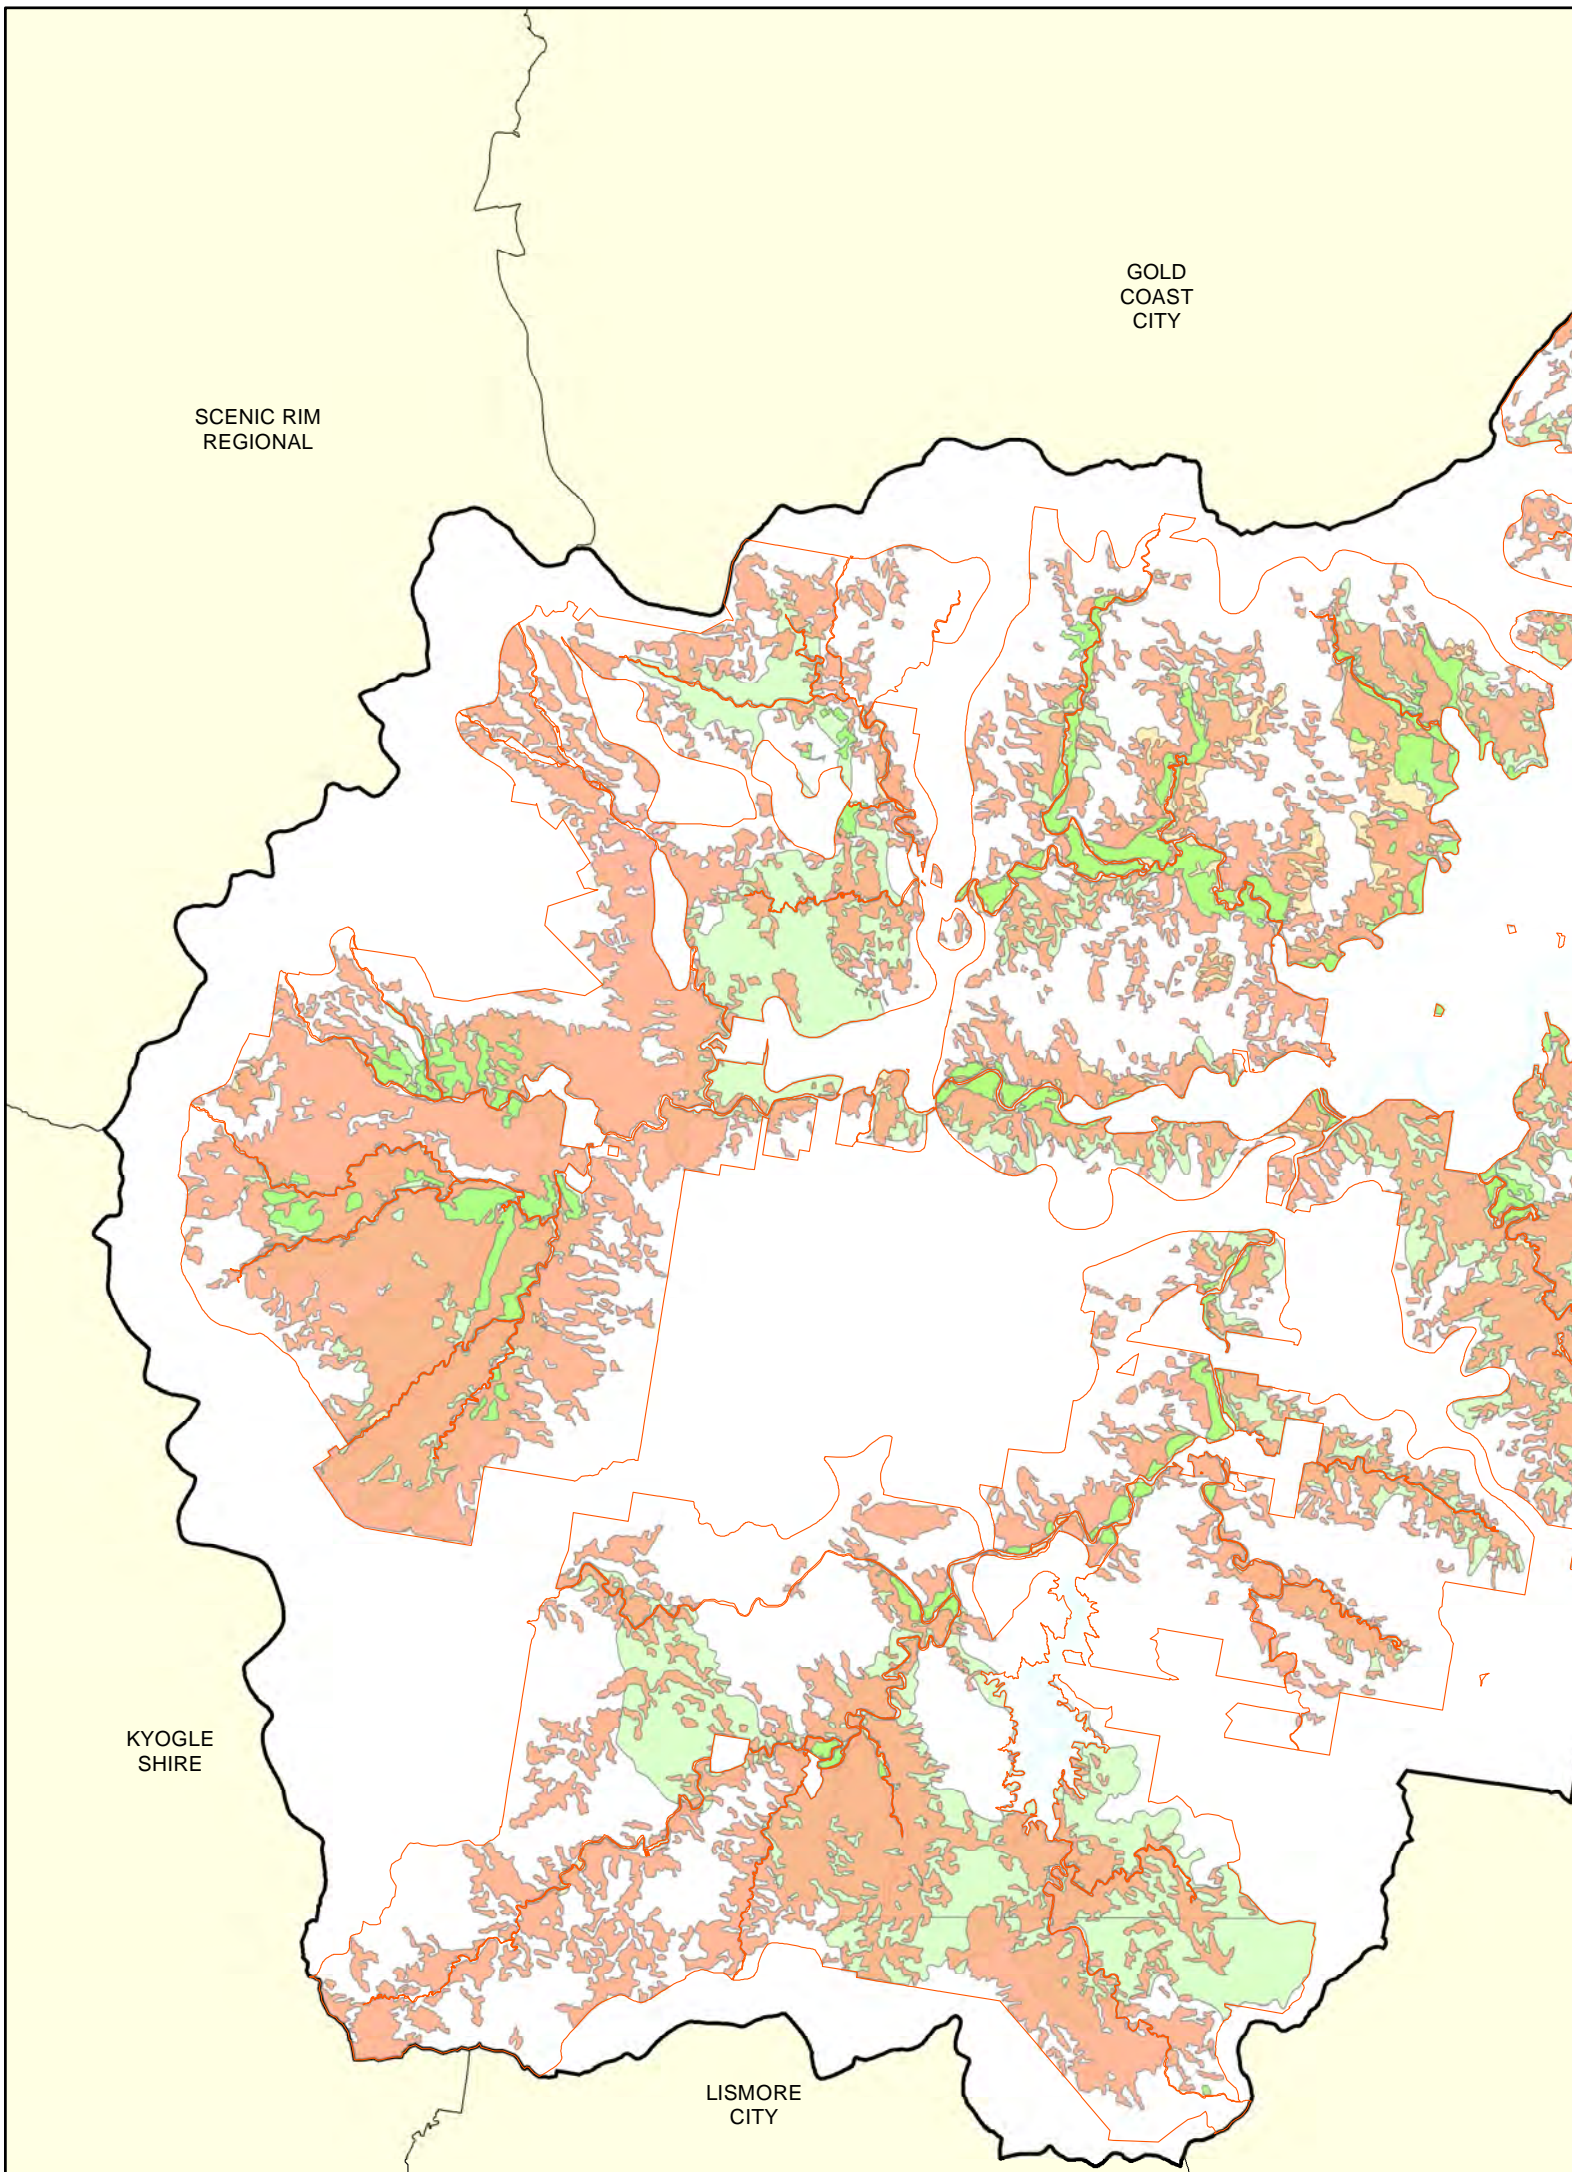 GOLD
COAST
CITY
SCENIC RIM
REGIONAL
KYOGLE
SHIRE
LISMORE
CITY